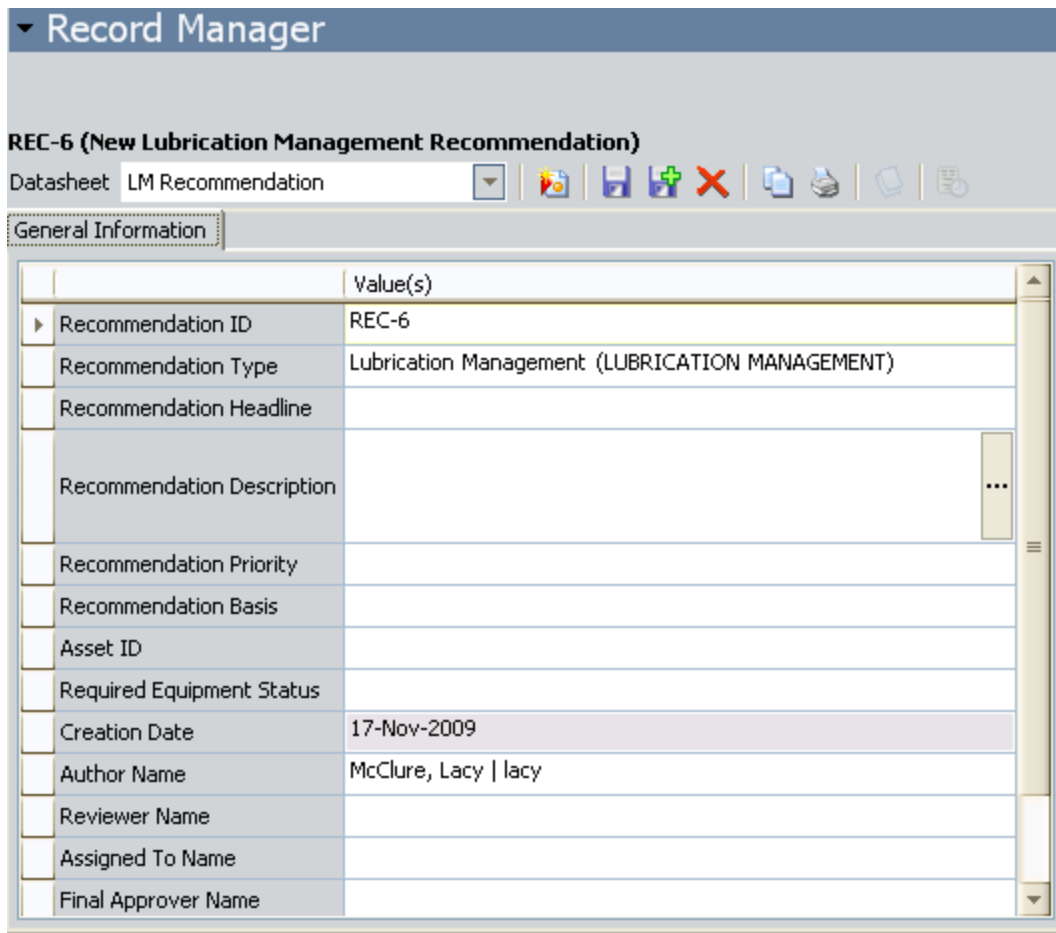 Record Manager
REC-6 (New Lubrication Management Recommendation)
Datasheet LM Recommendation
General Information
Value(s)
Recommendation ID REC-6
Recommendation Type Lubrication Management (LUBRICATION MANAGEMENT)
Recommendation Headline
Recommendation Description ...
Recommendation Priority
Recommendation Basis
Asset ID
Required Equipment Status
Creation Date 17-Nov-2009
Author Name McClure, Lacy | lacy
Reviewer Name
Assigned To Name
Final Approver Name